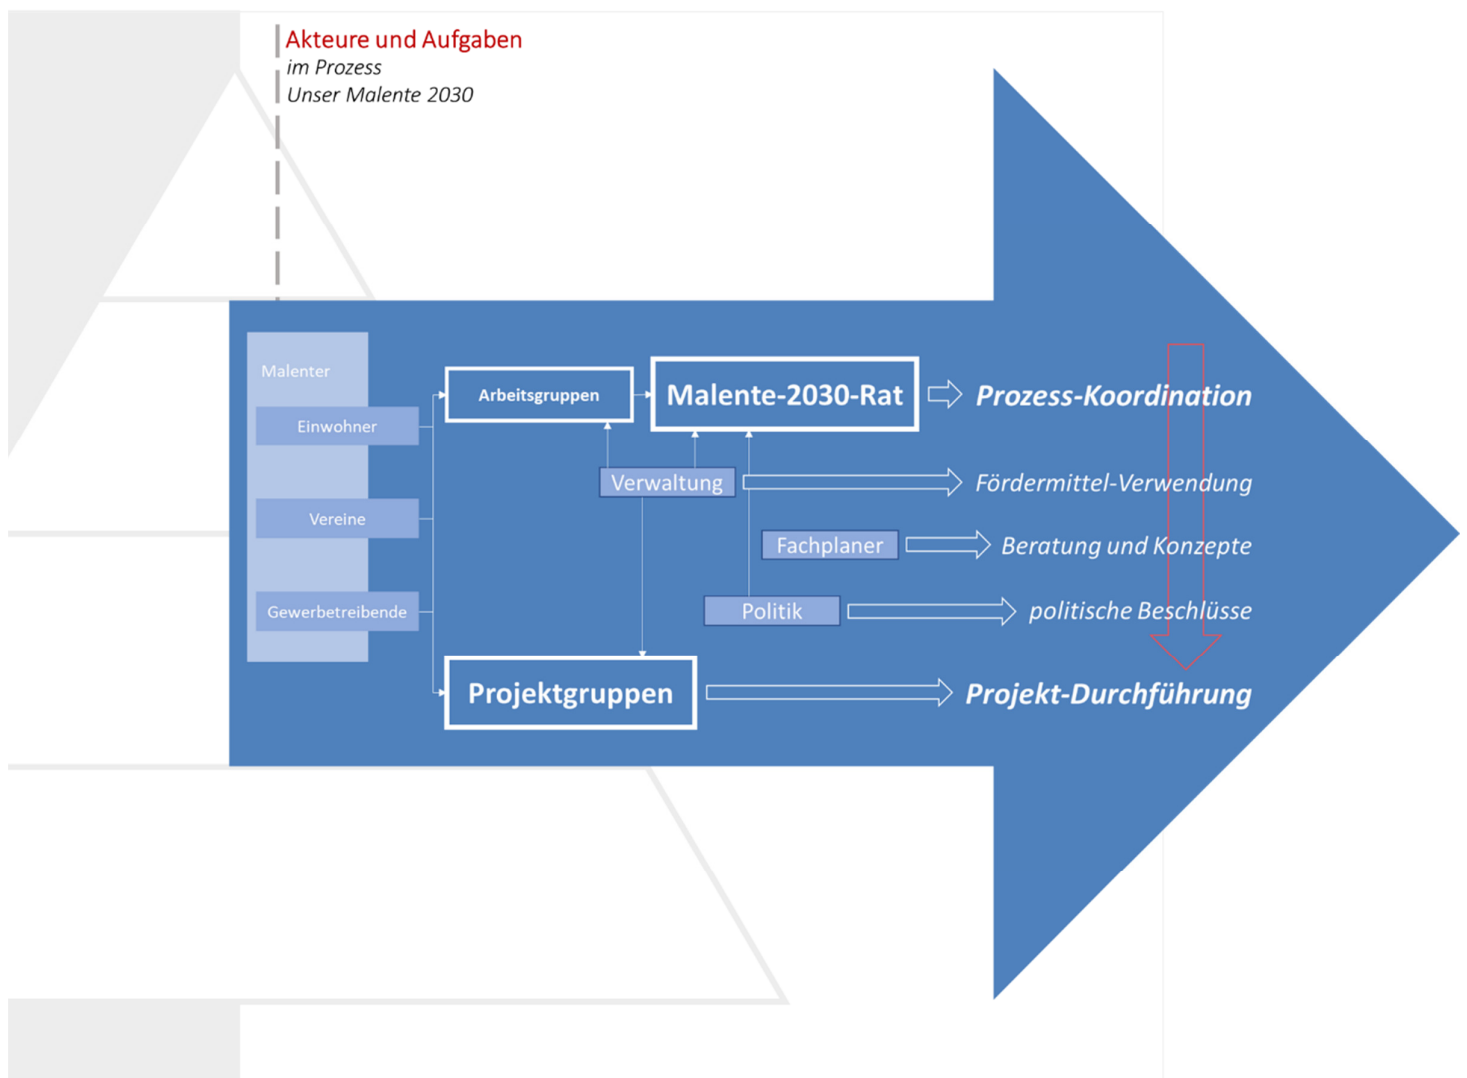 Akteure und Aufgaben
im Prozess
Unser Malente 2030
Malenter
Einwohner
Vereine
Gewerbetreibende
Arbeitsgruppen
Malente-2030-Rat
Prozess-Koordination
Verwaltung
Fördermittel-Verwendung
Fachplaner
Beratung und Konzepte
Politik
politische Beschlüsse
Projektgruppen
Projekt-Durchführung